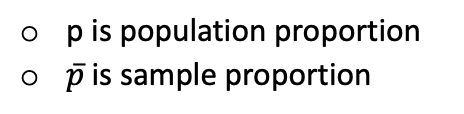 ○ p is population proportion
○ p̄ is sample proportion